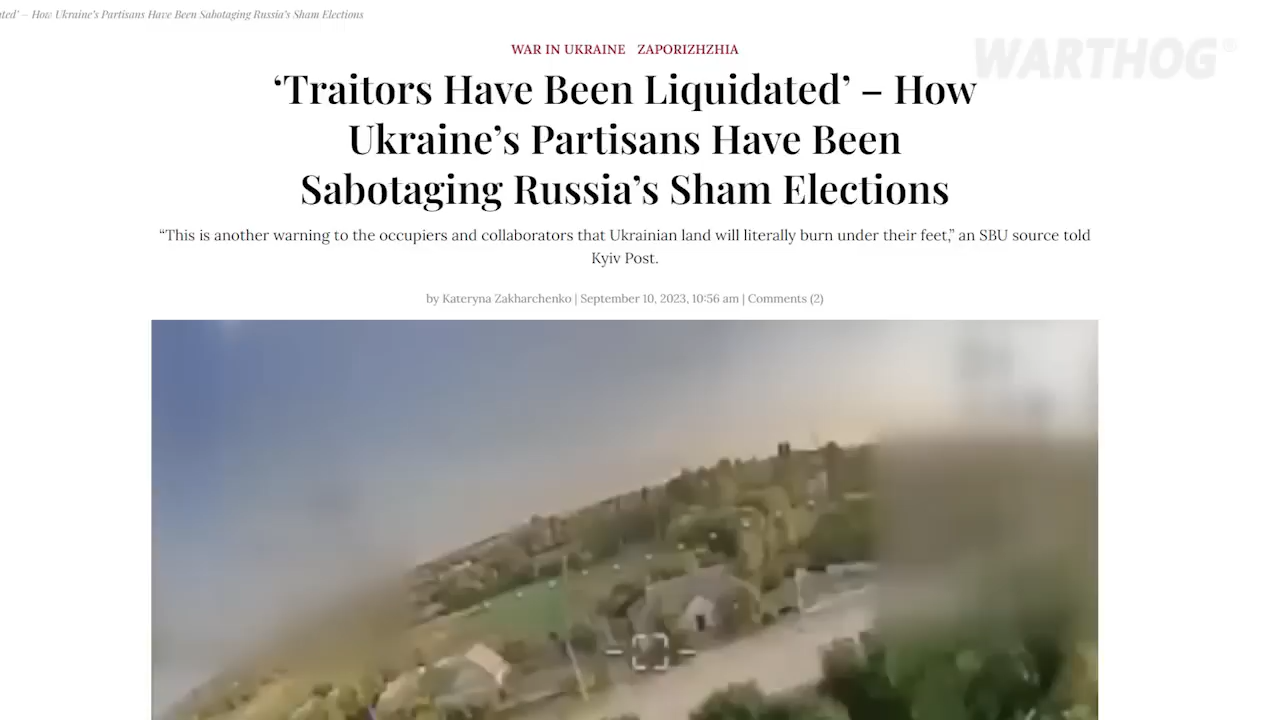 ted’ – How Ukraine’s Partisans Have Been Sabotaging Russia’s Sham Elections
WAR IN UKRAINE ZAPORIZHZHIA
WARTHOG®
‘Traitors Have Been Liquidated’ – How
Ukraine’s Partisans Have Been
Sabotaging Russia’s Sham Elections
“This is another warning to the occupiers and collaborators that Ukrainian land will literally burn under their feet,” an SBU source told
Kyiv Post.
by Kateryna Zakharchenko | September 10, 2023, 10:56 am | Comments (2)